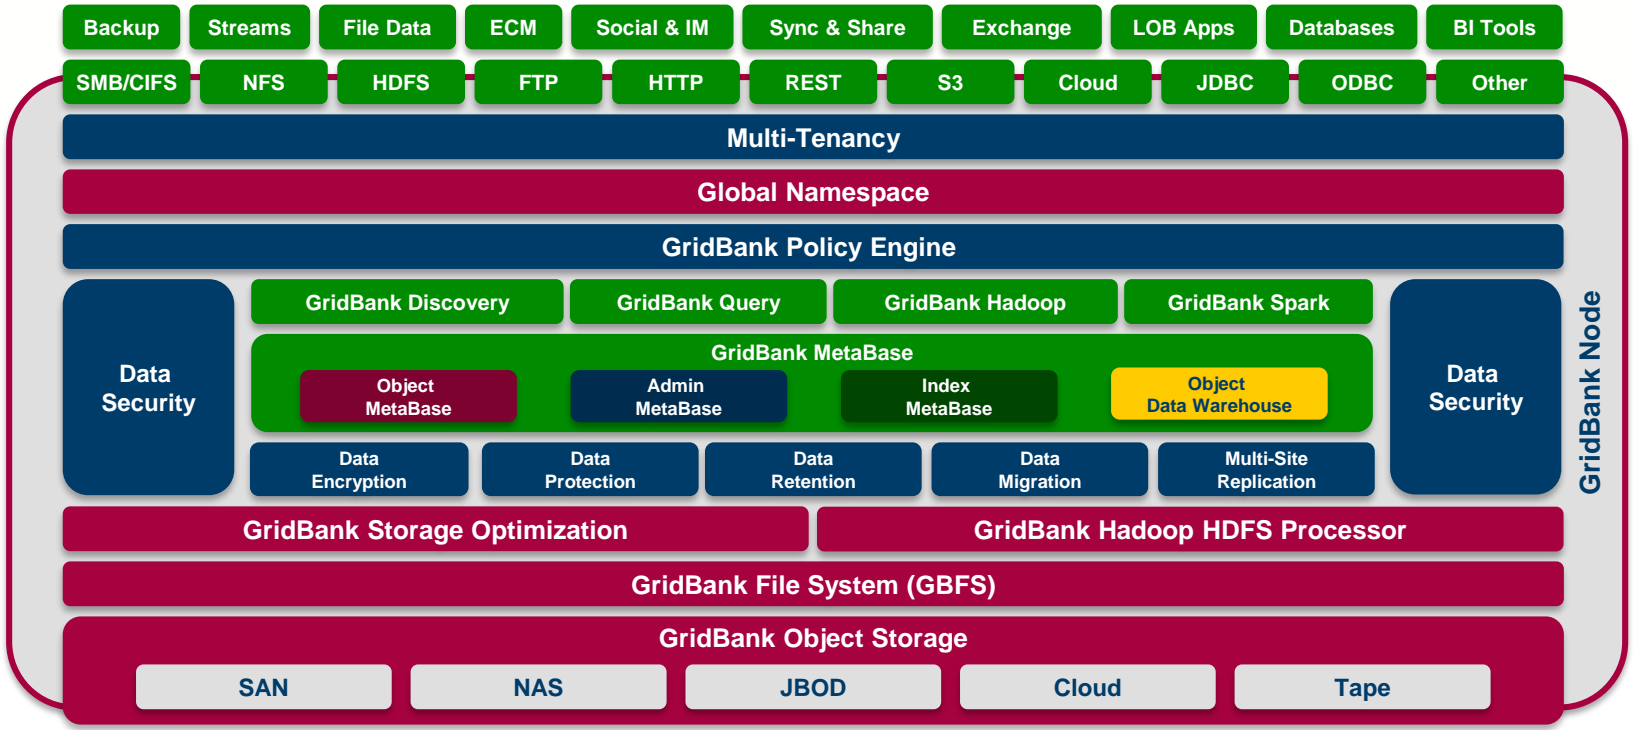 Backup
Streams
File Data
ECM
Social & IM
Sync & Share
Exchange
LOB Apps
Databases
BI Tools
SMB/CIFS
NFS
HDFS
FTP
HTTP
REST
S3
Cloud
JDBC
ODBC
Other
Multi-Tenancy
Global Namespace
GridBank Policy Engine
Data
Security
GridBank Discovery
GridBank Query
GridBank Hadoop
GridBank Spark
GridBank MetaBase
Object
MetaBase
Admin
MetaBase
Index
MetaBase
Object
Data Warehouse
Data
Encryption
Data
Protection
Data
Retention
Data
Migration
Multi-Site
Replication
Data
Security
GridBank Node
GridBank Storage Optimization
GridBank Hadoop HDFS Processor
GridBank File System (GBFS)
GridBank Object Storage
SAN
NAS
JBOD
Cloud
Tape